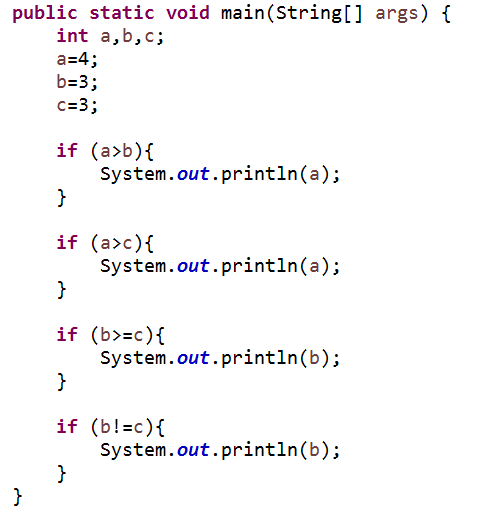 public static void main(String[] args) {
    int a,b,c;
    a=4;
    b=3;
    c=3;

    if (a>b){
        System.out.println(a);
    }

    if (a>c){
        System.out.println(a);
    }

    if (b>=c){
        System.out.println(b);
    }

    if (b!=c){
        System.out.println(b);
    }
}